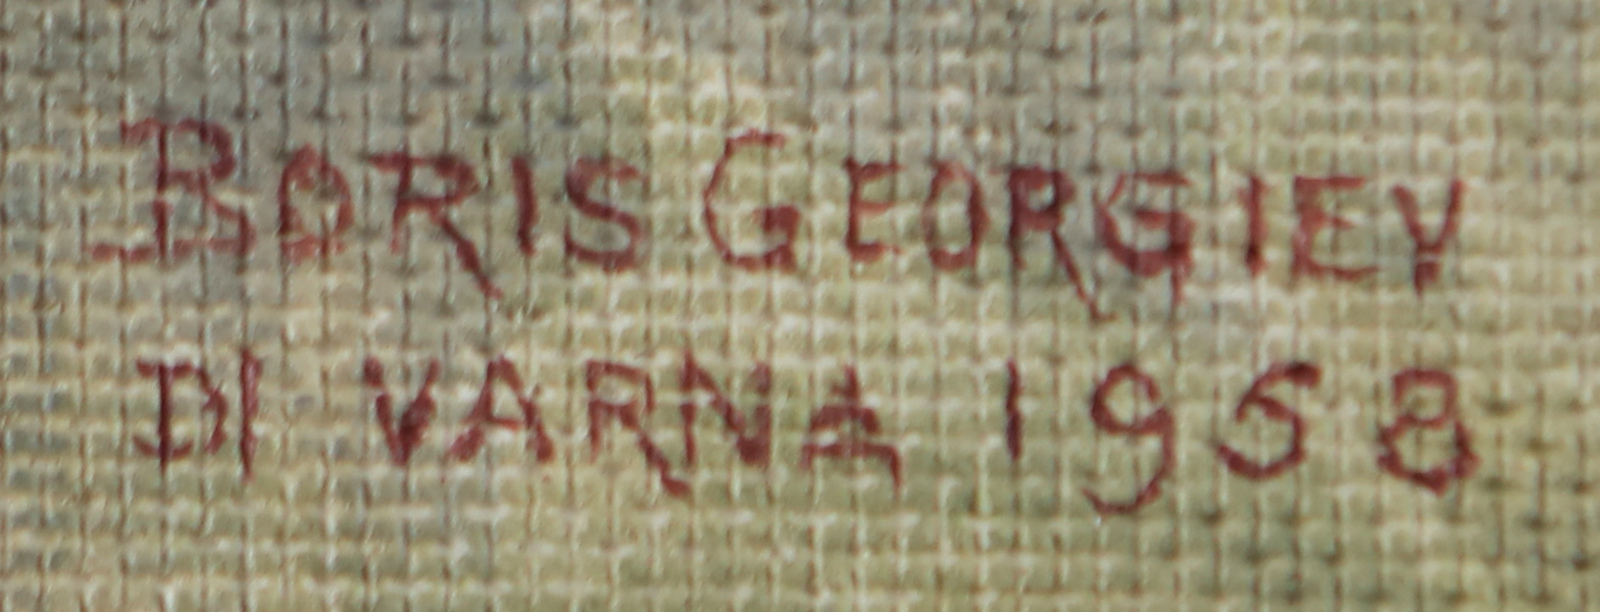 BORIS GEORGIEV
DI VARNA 1958